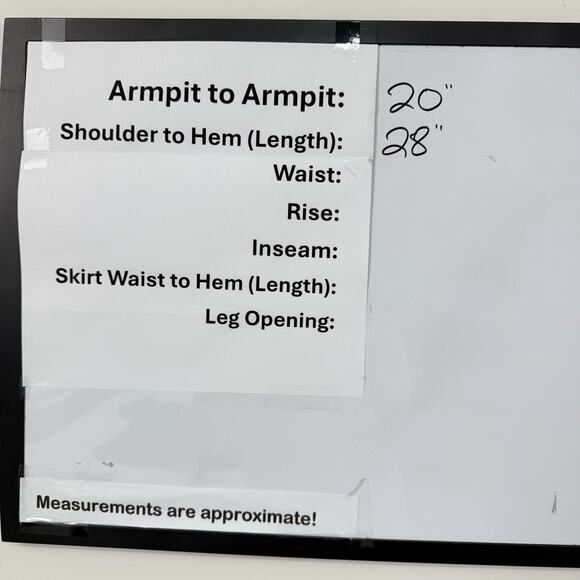 Armpit to Armpit: 20"
Shoulder to Hem (Length): 28"
Waist:
Rise:
Inseam:
Skirt Waist to Hem (Length):
Leg Opening:
Measurements are approximate!